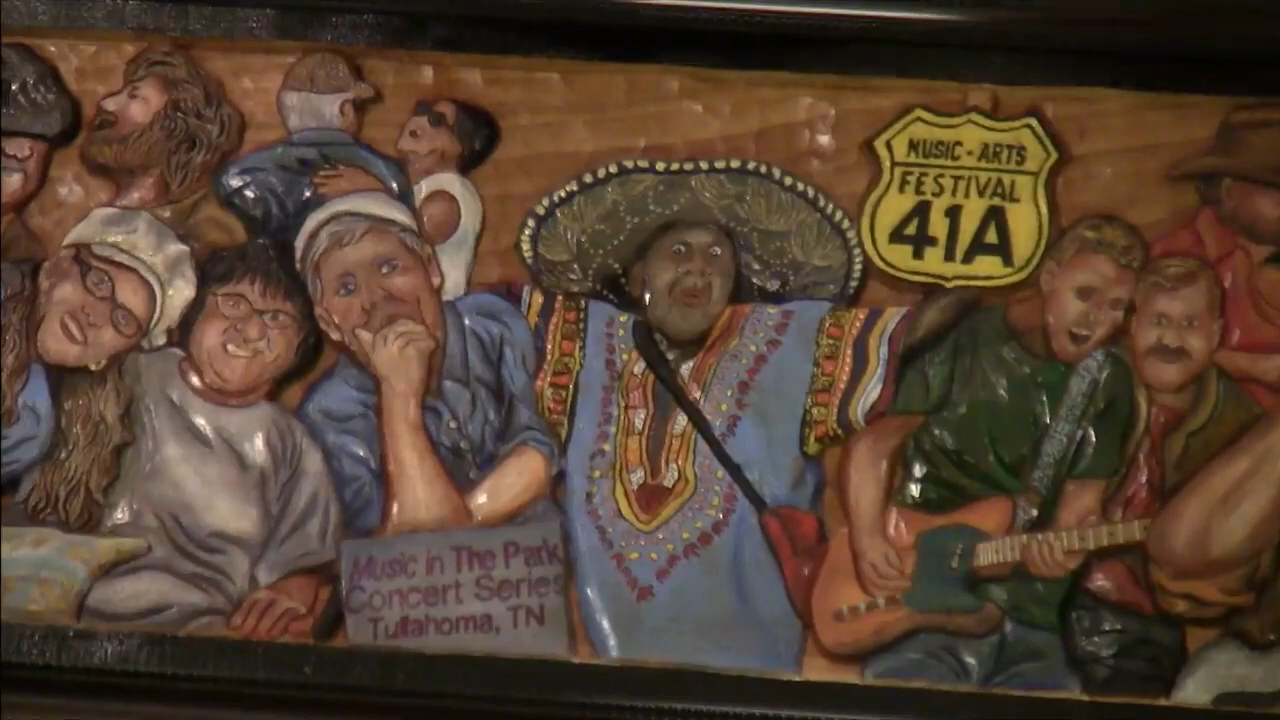 MUSIC - ARTS
FESTIVAL
41A
Music in The Park
Concert Series
Tullahoma, TN